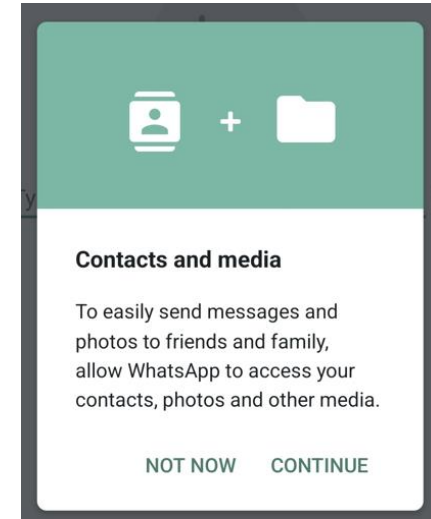 Contacts and media
To easily send messages and
photos to friends and family,
allow WhatsApp to access your
contacts, photos and other media.
NOT NOW CONTINUE